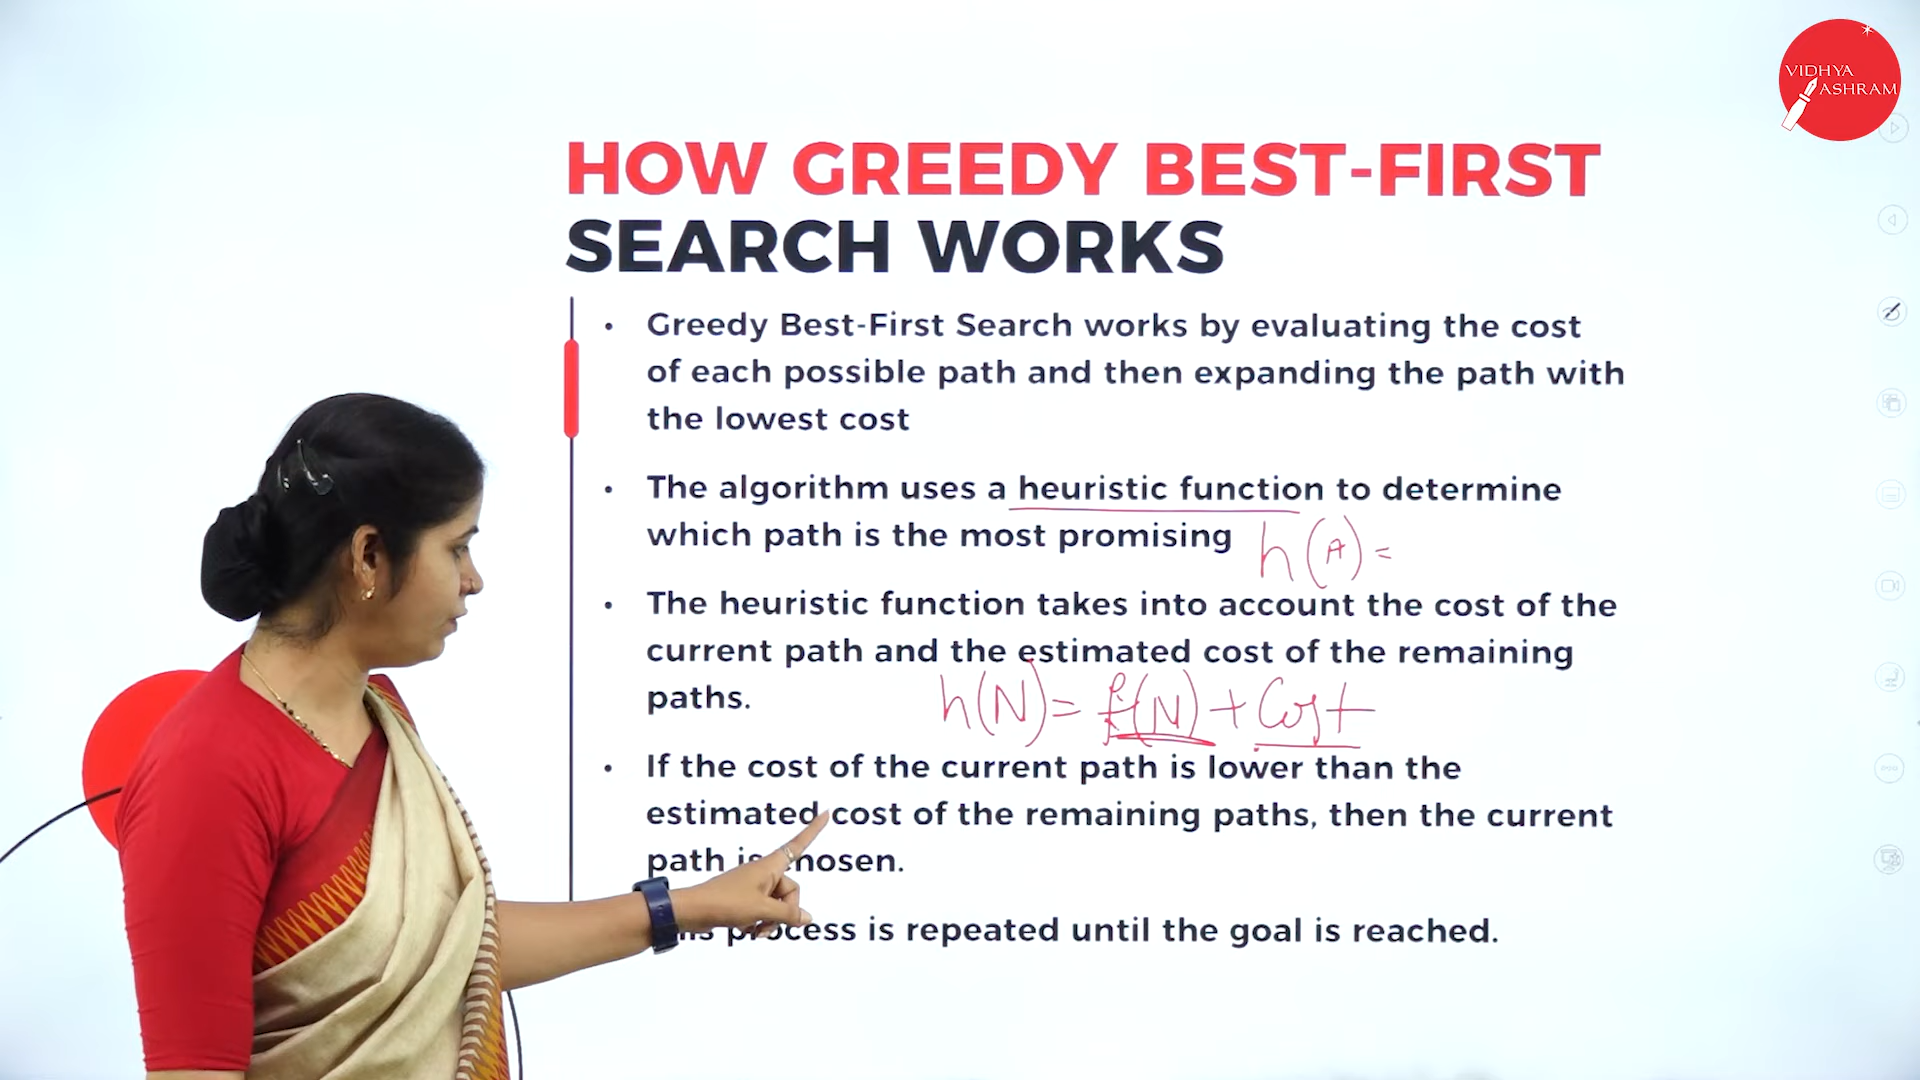 VIDHYA
ASHRAM
HOW GREEDY BEST-FIRST
SEARCH WORKS
• Greedy Best-First Search works by evaluating the cost
of each possible path and then expanding the path with
the lowest cost
• The algorithm uses a heuristic function to determine
which path is the most promising h(A) =
• The heuristic function takes into account the cost of the
current path and the estimated cost of the remaining
paths. h(N) = f(N) + Cost
• If the cost of the current path is lower than the
estimated cost of the remaining paths, then the current
path is chosen.
process is repeated until the goal is reached.